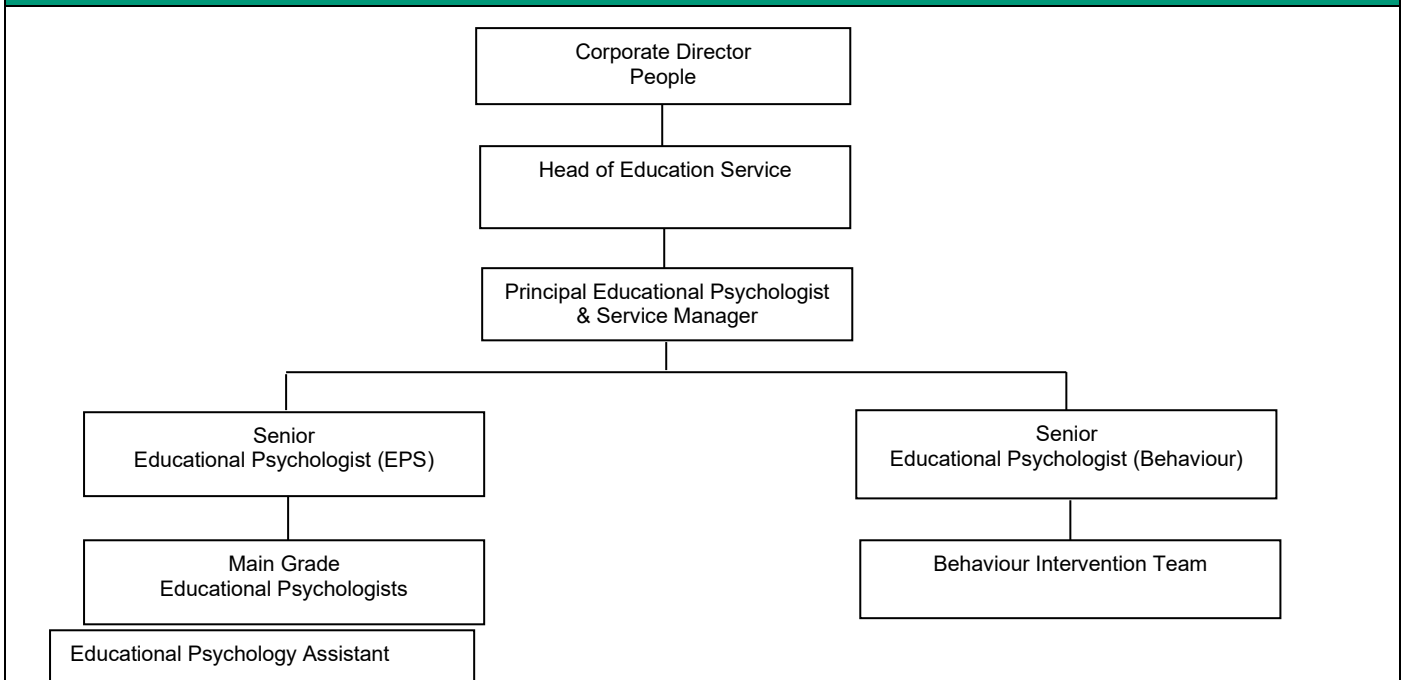 Corporate Director
People
Head of Education Service
Principal Educational Psychologist
& Service Manager
Senior
Educational Psychologist (EPS)
Senior
Educational Psychologist (Behaviour)
Main Grade
Educational Psychologists
Behaviour Intervention Team
Educational Psychology Assistant